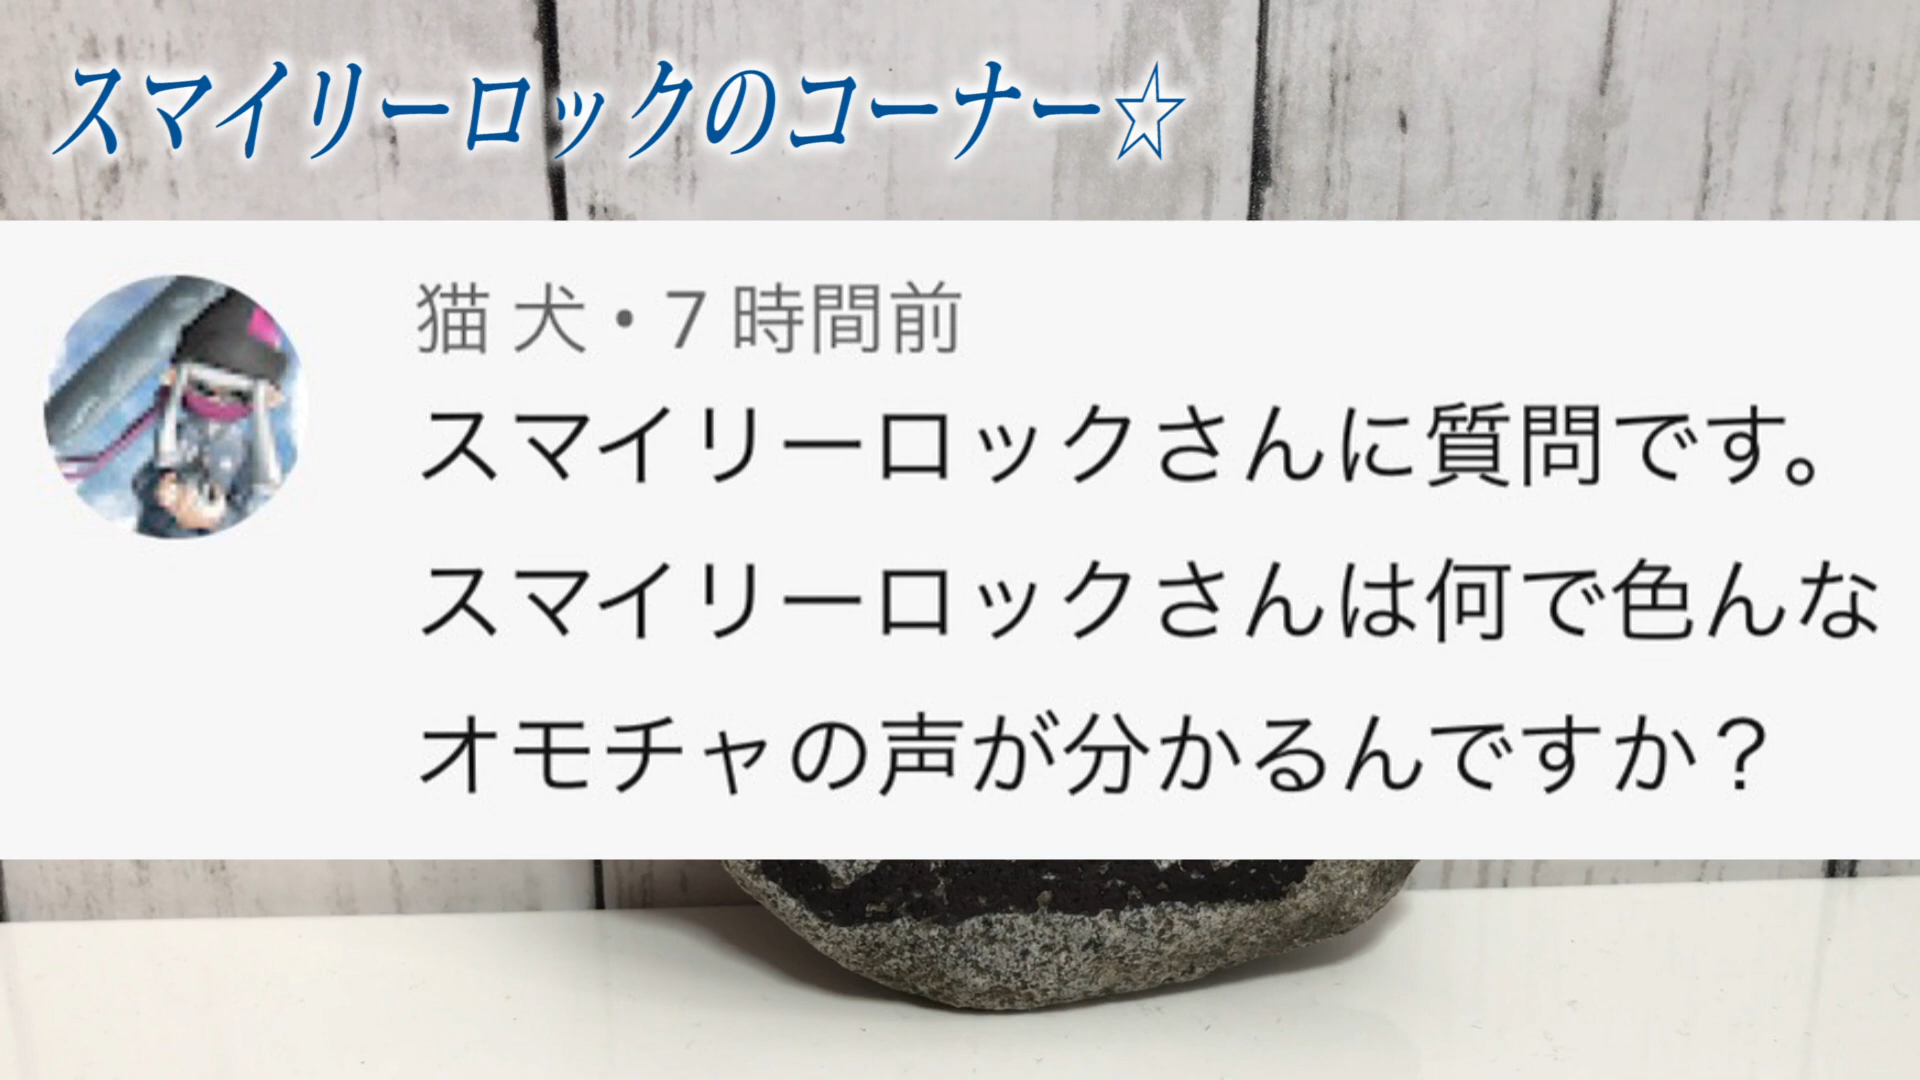 スマイリーロックのコーナー☆
猫 犬・7 時間前
スマイリーロックさんに質問です。
スマイリーロックさんは何で色んな
オモチャの声が分かるんですか？